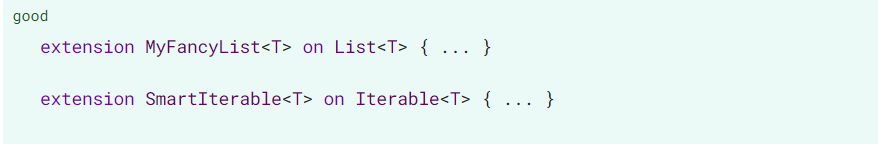 good
extension MyFancyList<T> on List<T> { ... }
extension SmartIterable<T> on Iterable<T> { ... }